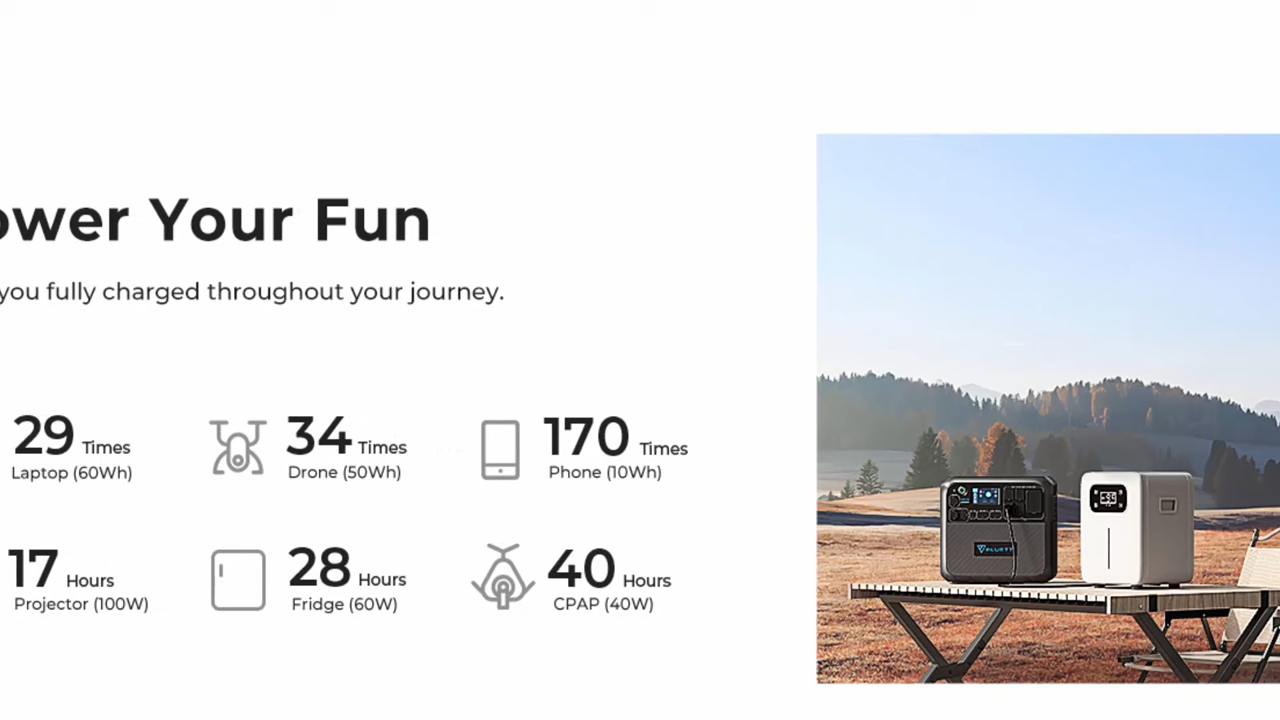 ower Your Fun
you fully charged throughout your journey.
29 Times
Laptop (60Wh)
34 Times
Drone (50Wh)
170 Times
Phone (10Wh)
17 Hours
Projector (100W)
28 Hours
Fridge (60W)
40 Hours
CPAP (40W)
BLUETTI